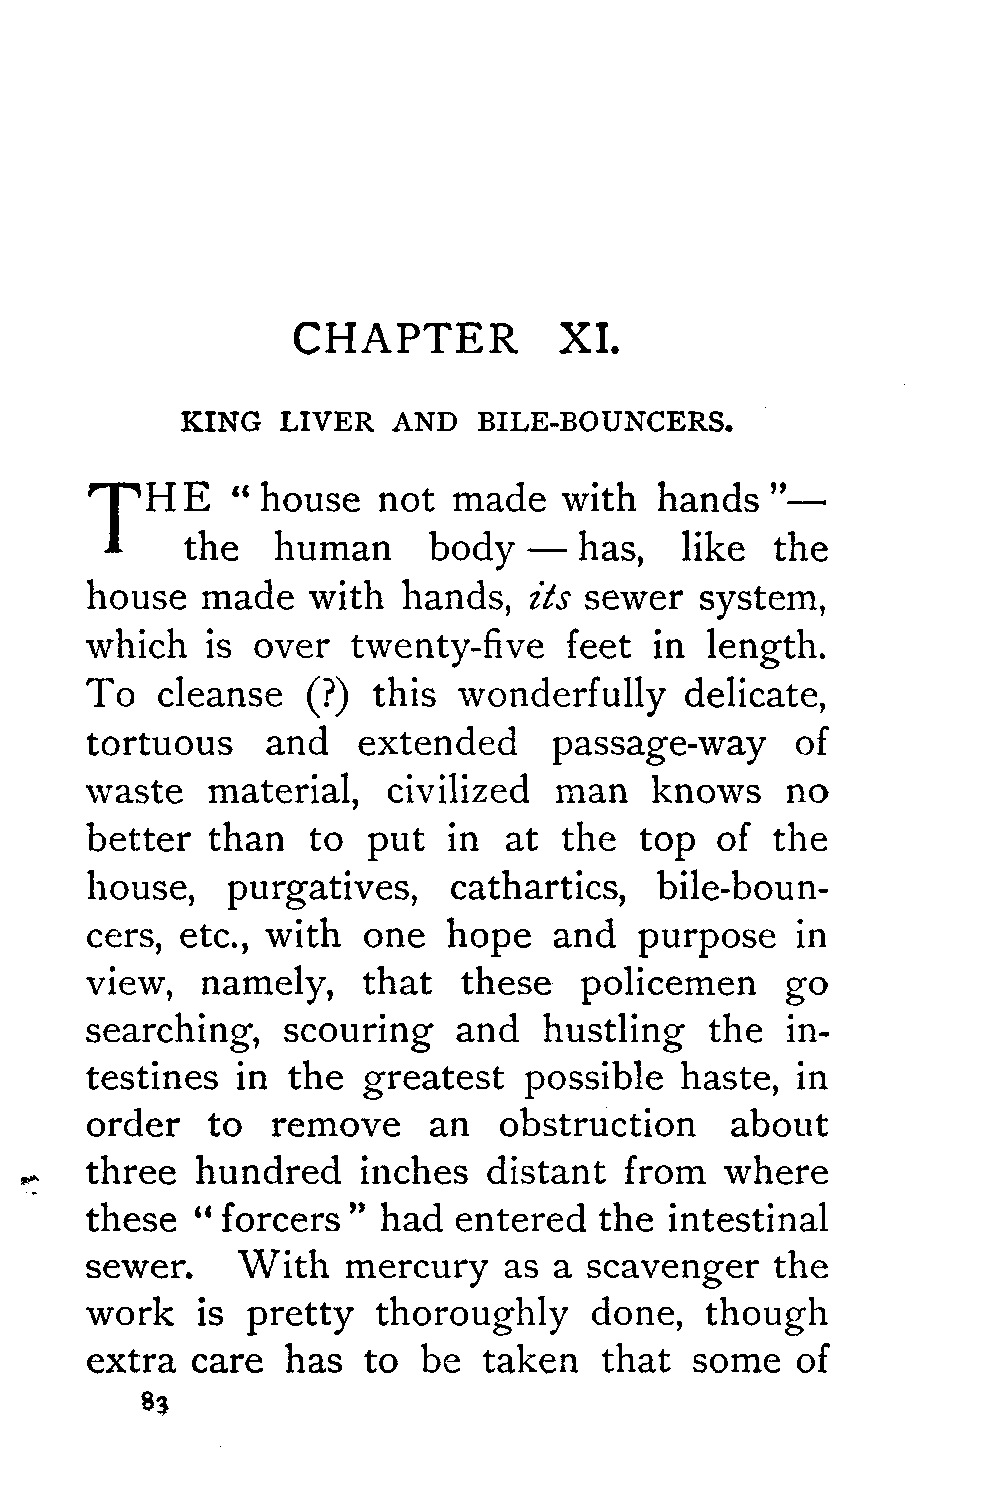 CHAPTER XI.
KING LIVER AND BILE-BOUNCERS.
THE “house not made with hands”—
the human body — has, like the
house made with hands, its sewer system,
which is over twenty-five feet in length.
To cleanse (?) this wonderfully delicate,
tortuous and extended passage-way of
waste material, civilized man knows no
better than to put in at the top of the
house, purgatives, cathartics, bile-boun-
cers, etc., with one hope and purpose in
view, namely, that these policemen go
searching, scouring and hustling the in-
testines in the greatest possible haste, in
order to remove an obstruction about
three hundred inches distant from where
these “forcers” had entered the intestinal
sewer. With mercury as a scavenger the
work is pretty thoroughly done, though
extra care has to be taken that some of
83